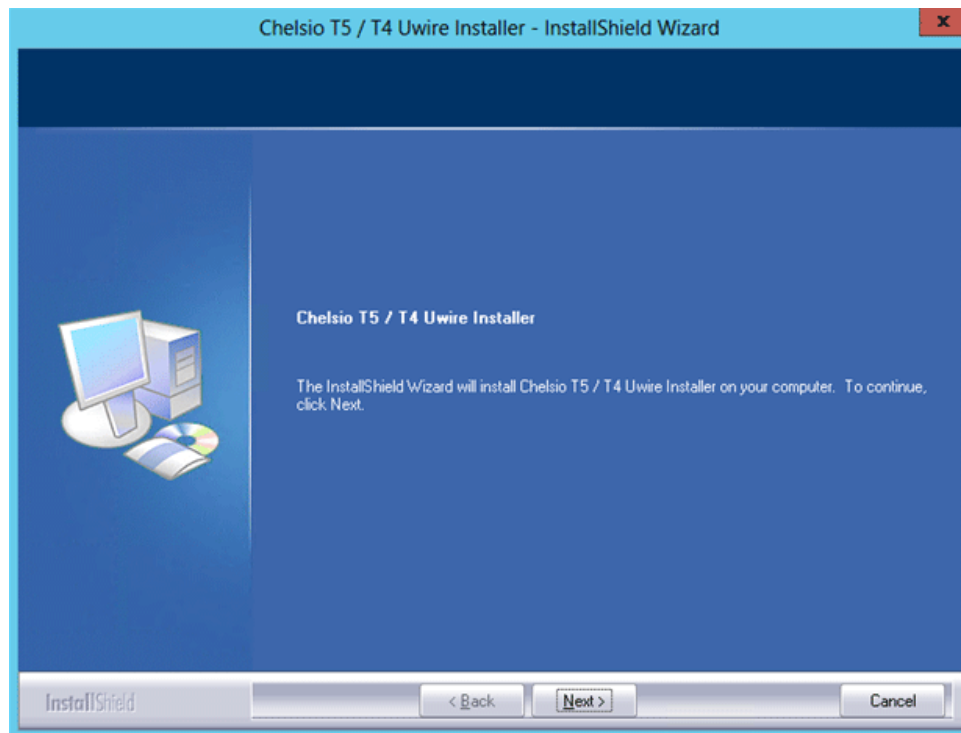 Chelsio T5 / T4 Uwire Installer - InstallShield Wizard
x
Chelsio T5 / T4 Uwire Installer
The InstallShield Wizard will install Chelsio T5 / T4 Uwire Installer on your computer.  To continue,
click Next.
InstallShield
< Back
Next >
Cancel